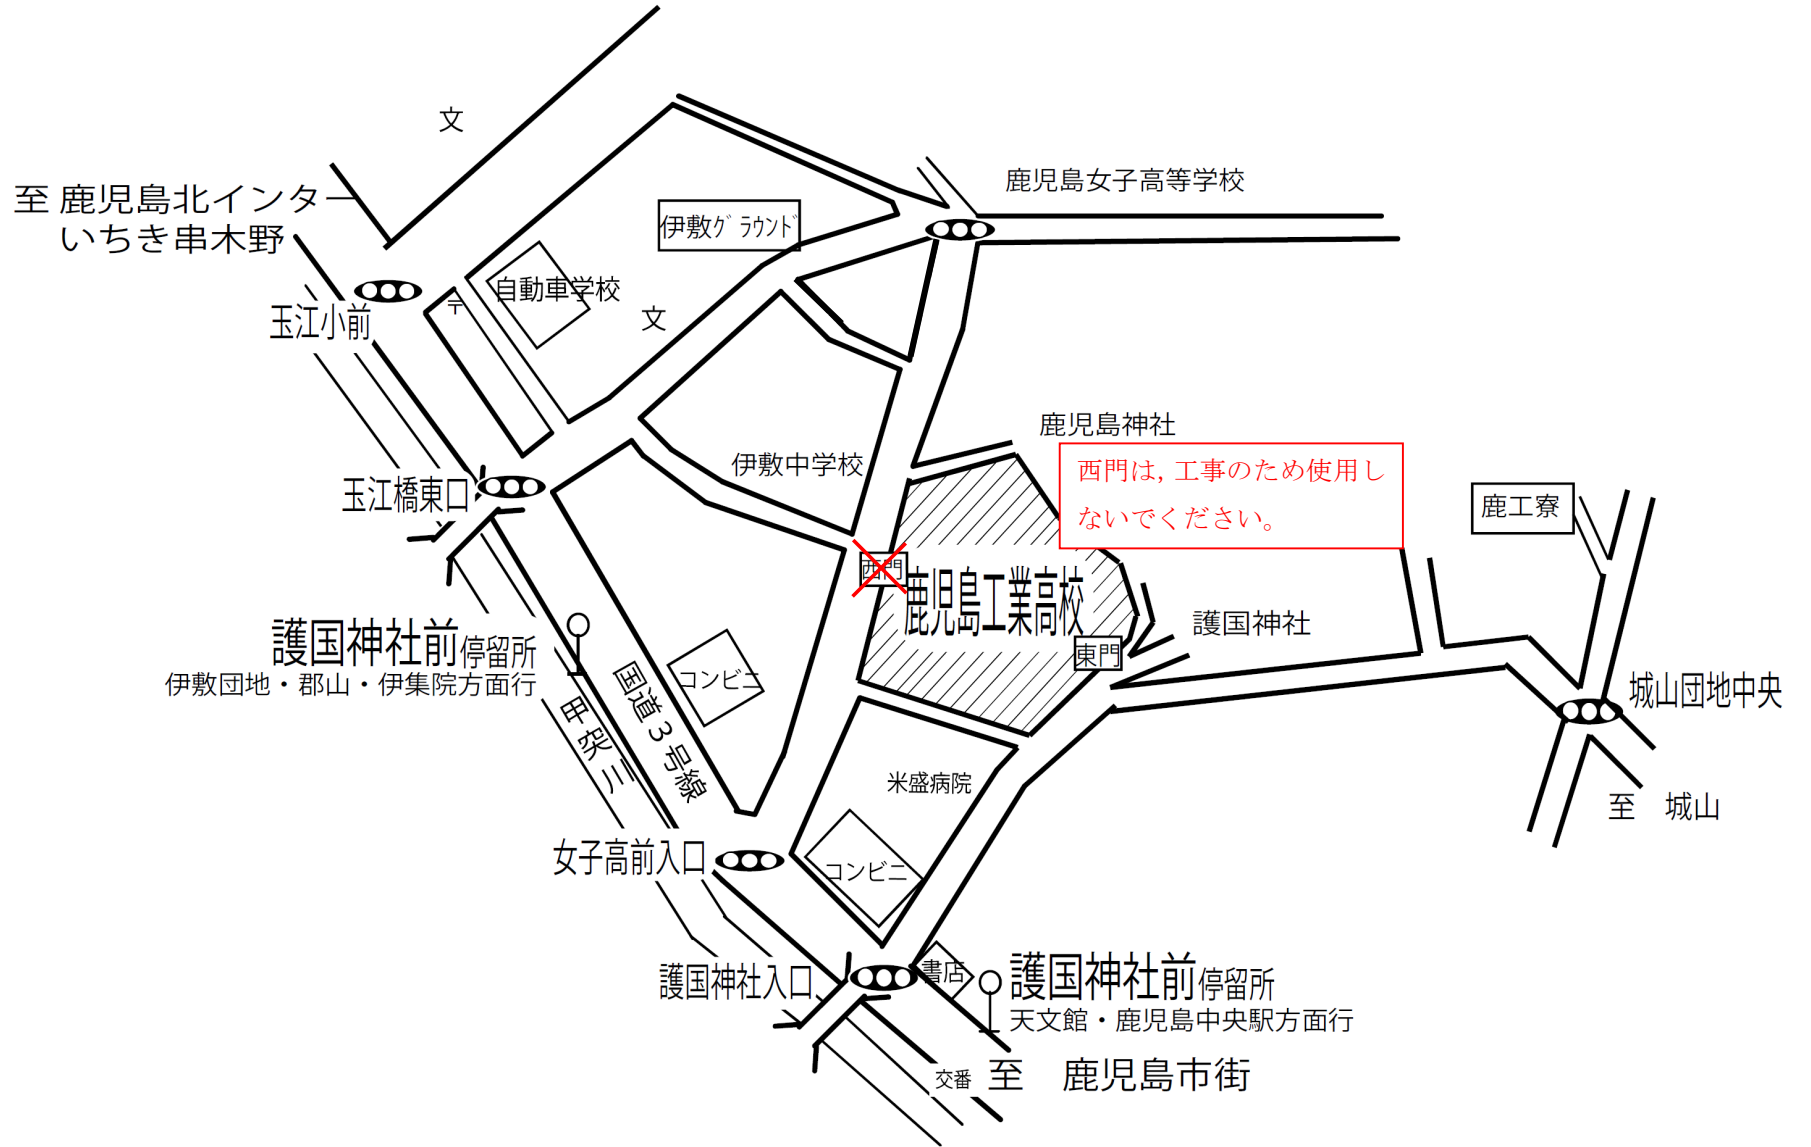 文
鹿児島女子高等学校
至 鹿児島北インター
いちき串木野
伊敷ｸﾞﾗｳﾝﾄﾞ
自動車学校
〒
文
玉江小前
鹿児島神社
伊敷中学校
西門は，工事のため使用し
ないでください。
玉江橋東口
鹿工寮
西門
鹿児島工業高校
護国神社
東門
護国神社前停留所
伊敷団地・郡山・伊集院方面行
コンビニ
国道３号線
甲突川
城山団地中央
米盛病院
至　城山
女子高前入口
コンビニ
護国神社入口
書店
護国神社前停留所
天文館・鹿児島中央駅方面行
交番
至　鹿児島市街